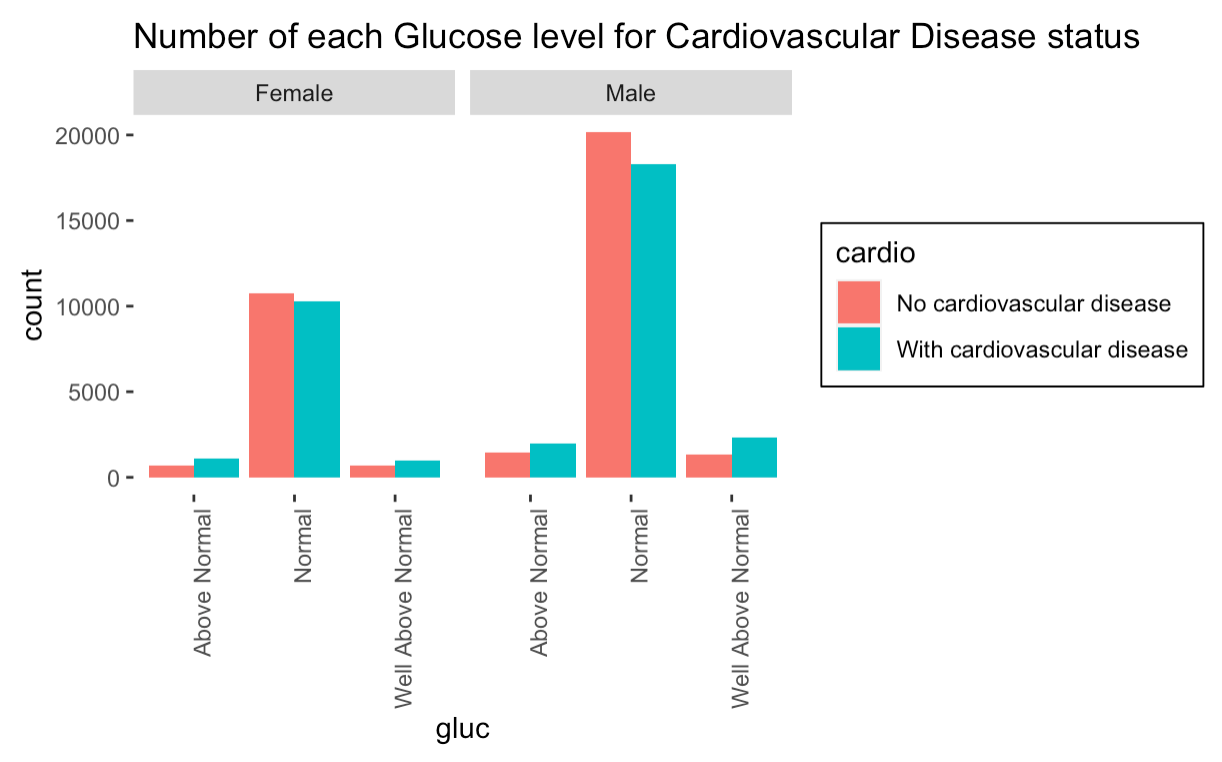 Number of each Glucose level for Cardiovascular Disease status
Female
Male
20000
15000
10000
5000
0
count
Above Normal
Normal
Well Above Normal
Above Normal
Normal
Well Above Normal
gluc
cardio
No cardiovascular disease
With cardiovascular disease